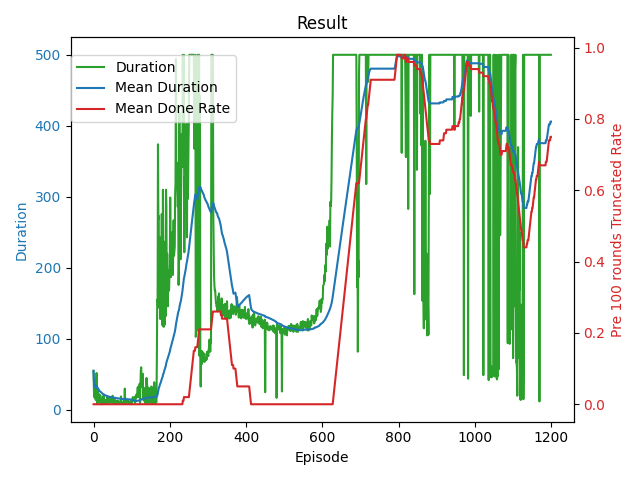 Result
Duration
Mean Duration
Mean Done Rate
500
400
300
200
100
0
Duration
1.0
0.8
0.6
0.4
0.2
0.0
Pre 100 rounds Truncated Rate
0 200 400 600 800 1000 1200
Episode